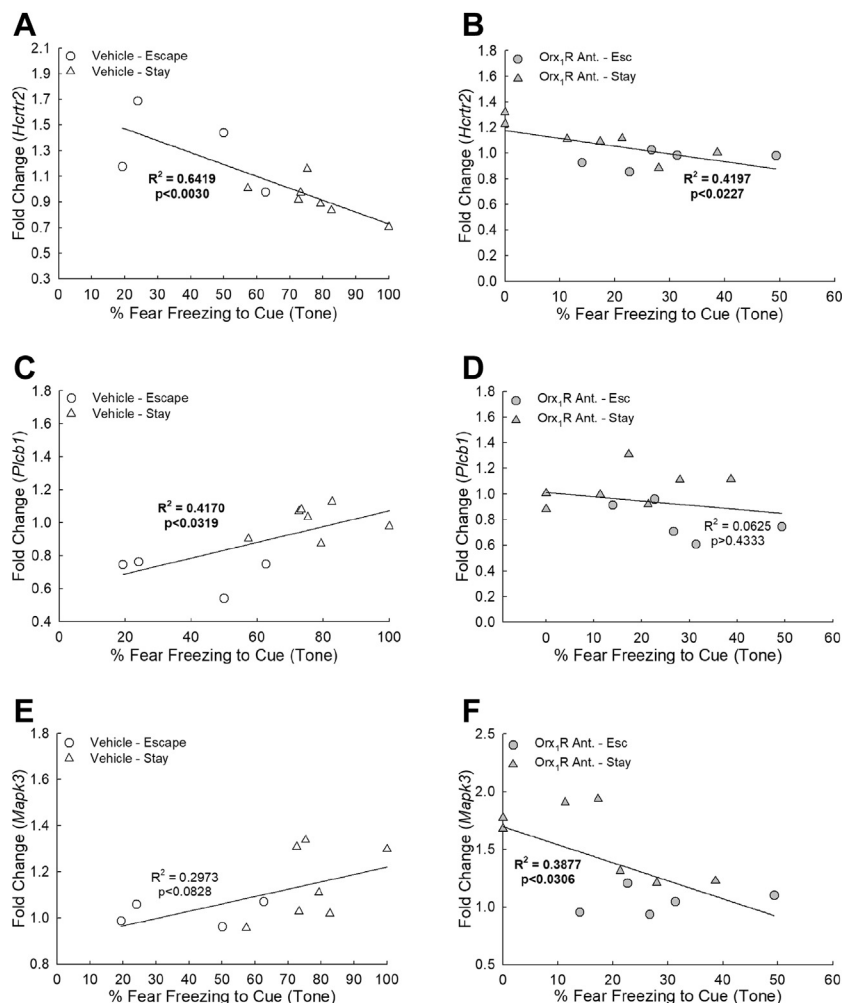 A
Vehicle - Escape
Vehicle - Stay
R² = 0.6419
p<0.0030
Fold Change (Hcrtr2)
2.1
1.9
1.7
1.5
1.3
1.1
0.9
0.7
0.5
0.3
0 10 20 30 40 50 60 70 80 90 100
% Fear Freezing to Cue (Tone)
B
Orx₁R Ant. - Esc
Orx₁R Ant. - Stay
R² = 0.4197
p<0.0227
Fold Change (Hcrtr2)
1.8
1.6
1.4
1.2
1.0
0.8
0.6
0.4
0.2
0.0
0 10 20 30 40 50 60
% Fear Freezing to Cue (Tone)
C
Vehicle - Escape
Vehicle - Stay
R² = 0.4170
p<0.0319
Fold Change (Plcb1)
1.8
1.6
1.4
1.2
1.0
0.8
0.6
0.4
0 20 40 60 80 100
% Fear Freezing to Cue (Tone)
D
Orx₁R Ant. - Esc
Orx₁R Ant. - Stay
R² = 0.0625
p>0.4333
Fold Change (Plcb1)
1.8
1.6
1.4
1.2
1.0
0.8
0.6
0.4
0.2
0.0
0 10 20 30 40 50 60
% Fear Freezing to Cue (Tone)
E
Vehicle - Escape
Vehicle - Stay
R² = 0.2973
p<0.0828
Fold Change (Mapk3)
1.8
1.6
1.4
1.2
1.0
0.8
0 10 20 30 40 50 60 70 80 90 100
% Fear Freezing to Cue (Tone)
F
Orx₁R Ant. - Esc
Orx₁R Ant. - Stay
R² = 0.3877
p<0.0306
Fold Change (Mapk3)
2.5
2.0
1.5
1.0
0.5
0 10 20 30 40 50 60
% Fear Freezing to Cue (Tone)